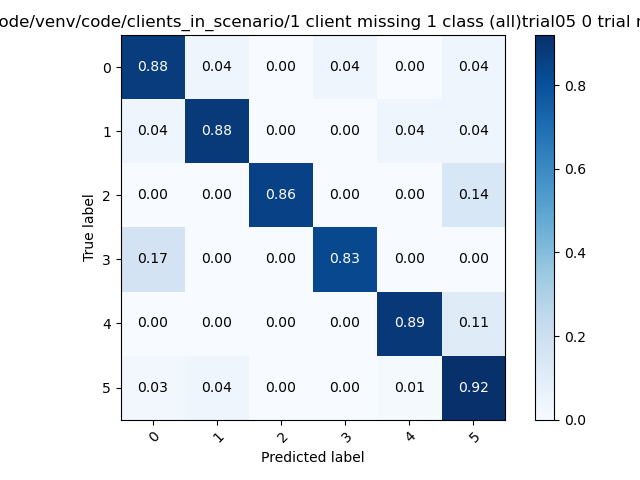 ode/venv/code/clients_in_scenario/1 client missing 1 class (all)trial05 0 trial
0 0.88 0.04 0.00 0.04 0.00 0.04
1 0.04 0.88 0.00 0.00 0.04 0.04
2 0.00 0.00 0.86 0.00 0.00 0.14
3 0.17 0.00 0.00 0.83 0.00 0.00
4 0.00 0.00 0.00 0.00 0.89 0.11
5 0.03 0.04 0.00 0.00 0.01 0.92
0 1 2 3 4 5
True label
Predicted label
0.8
0.6
0.4
0.2
0.0